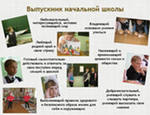 Выпускник начальной школы
Любознательный,
интересующийся, активно
познающий мир
Владеющий
основами умения
учиться
Любящий
родной край и
свою страну
Уважающий и
принимающий
ценности семьи и
общества
Готовый самостоятельно
действовать и отвечать за
свои поступки перед
семьей и школой
Доброжелательный,
умеющий слушать и
слышать партнера,
умеющий высказать
свое мнение
Выполняющий правила здорового
и безопасного образа жизни для
себя и окружающих